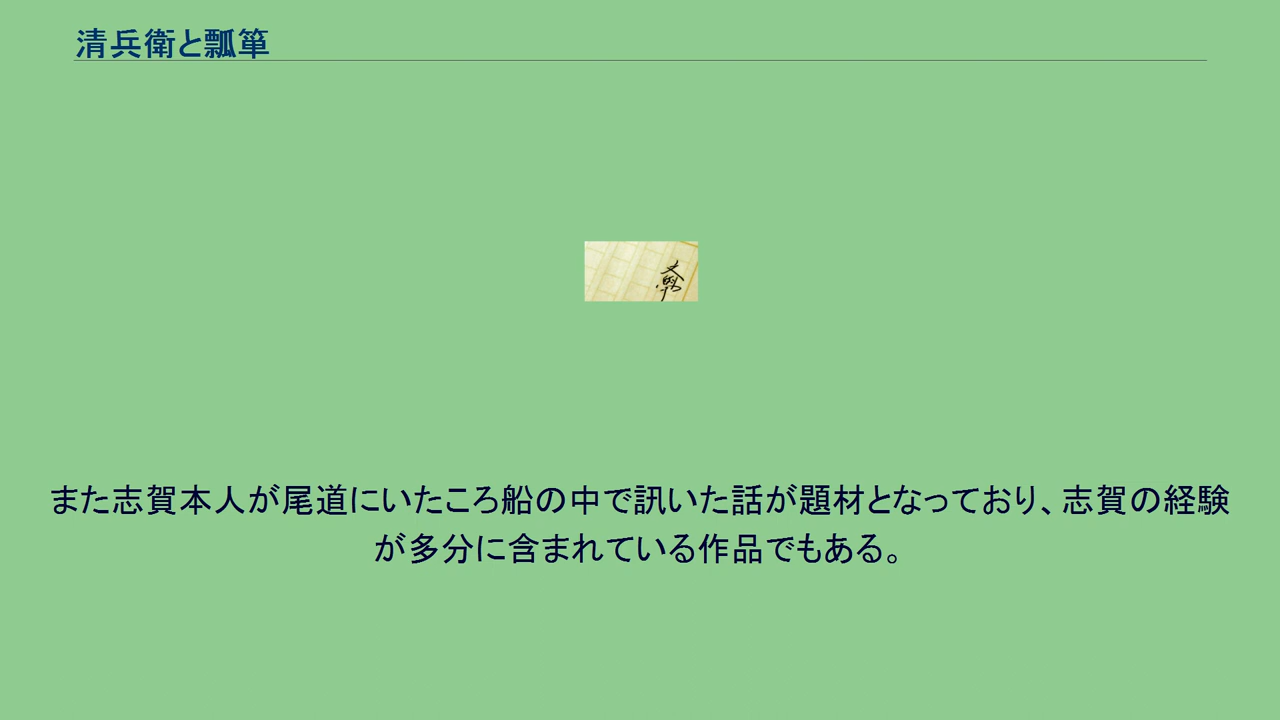 清兵衛と瓢箪
また志賀本人が尾道にいたころ船の中で訊いた話が題材となっており、志賀の経験
が多分に含まれている作品でもある。